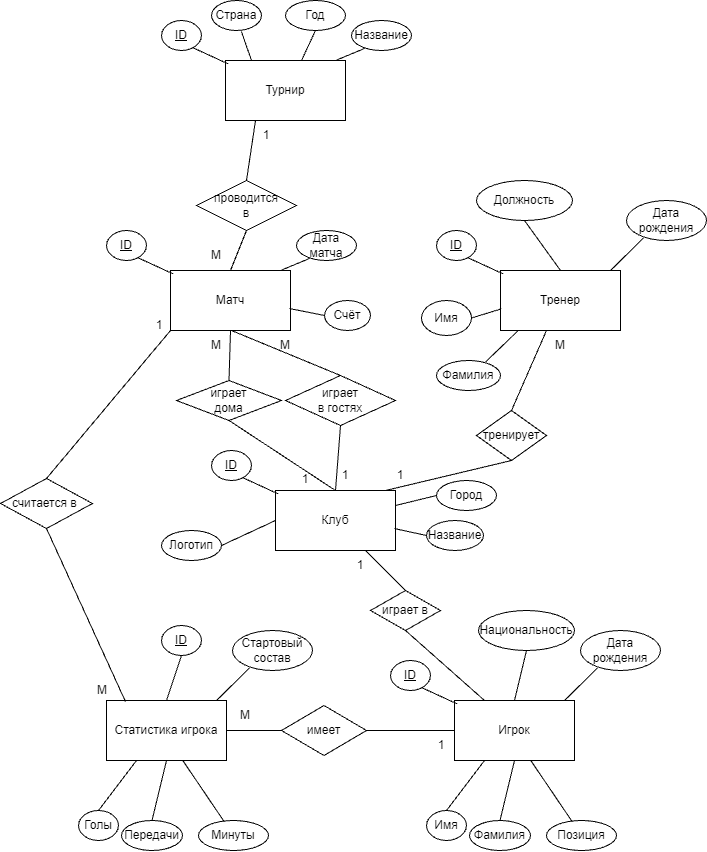 Страна
Год
ID
Название
Турнир
1
проводится
в
M
ID
Дата
матча
Матч
Счёт
1
M
M
Должность
Дата
рождения
ID
Тренер
Имя
Фамилия
M
играет
дома
играет
в гостях
тренирует
1
1
1
ID
Город
Клуб
Название
Логотип
1
считается в
играет в
ID
Стартовый
состав
Национальность
Дата
рождения
ID
M
Статистика игрока
M
имеет
1
Игрок
Голы
Передачи
Минуты
Имя
Фамилия
Позиция